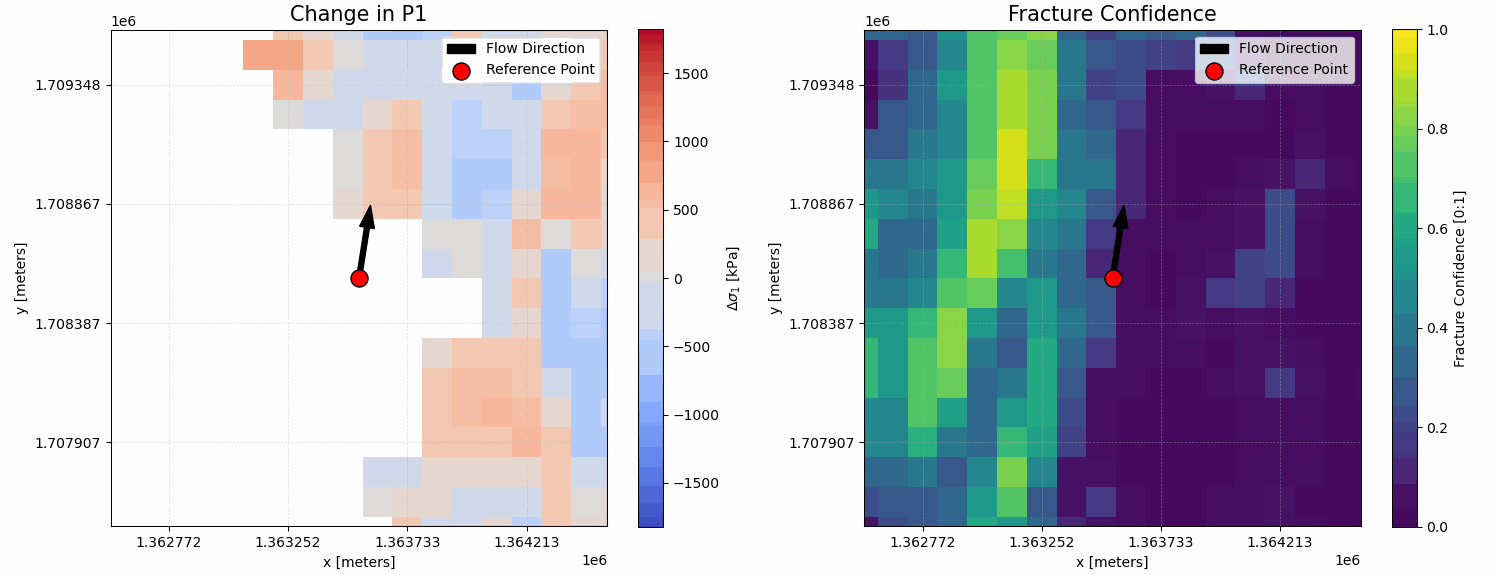 Change in P1
1e6
Flow Direction
Reference Point
1.709348
1.708867
1.708387
1.707907
y [meters]
1.362772
1.363252
1.363733
1.364213
1e6
x [meters]
1500
1000
500
0
−500
−1000
−1500
Δσ1 [kPa]
Fracture Confidence
1e6
Flow Direction
Reference Point
1.709348
1.708867
1.708387
1.707907
y [meters]
1.362772
1.363252
1.363733
1.364213
1e6
x [meters]
1.0
0.8
0.6
0.4
0.2
0.0
Fracture Confidence [0:1]